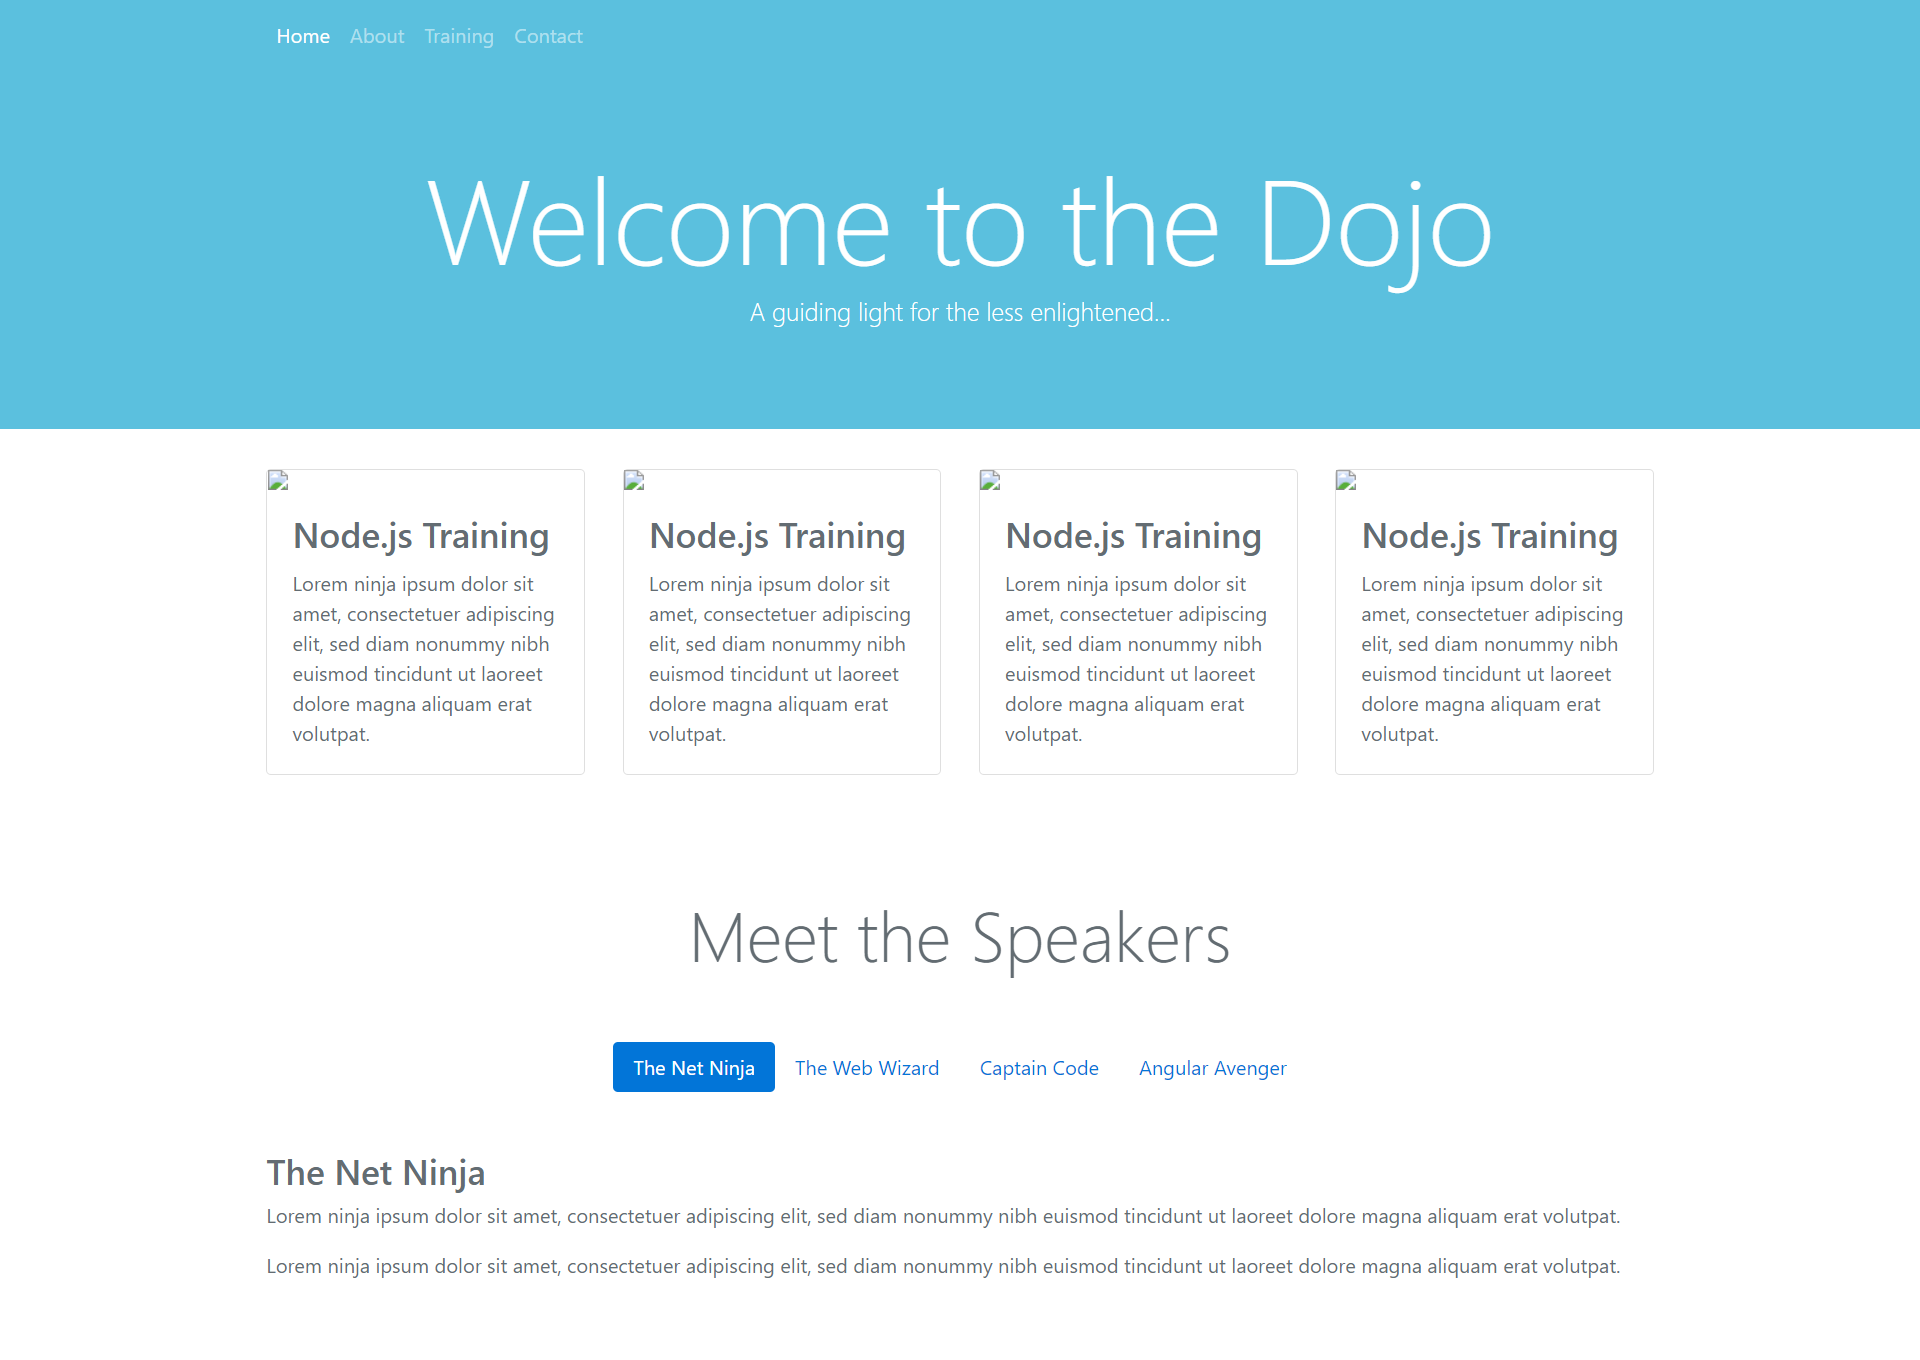 Home About Training Contact
Welcome to the Dojo
A guiding light for the less enlightened...
Node.js Training
Lorem ninja ipsum dolor sit
amet, consectetuer adipiscing
elit, sed diam nonummy nibh
euismod tincidunt ut laoreet
dolore magna aliquam erat
volutpat.
Node.js Training
Lorem ninja ipsum dolor sit
amet, consectetuer adipiscing
elit, sed diam nonummy nibh
euismod tincidunt ut laoreet
dolore magna aliquam erat
volutpat.
Node.js Training
Lorem ninja ipsum dolor sit
amet, consectetuer adipiscing
elit, sed diam nonummy nibh
euismod tincidunt ut laoreet
dolore magna aliquam erat
volutpat.
Node.js Training
Lorem ninja ipsum dolor sit
amet, consectetuer adipiscing
elit, sed diam nonummy nibh
euismod tincidunt ut laoreet
dolore magna aliquam erat
volutpat.
Meet the Speakers
The Net Ninja The Web Wizard Captain Code Angular Avenger
The Net Ninja
Lorem ninja ipsum dolor sit amet, consectetuer adipiscing elit, sed diam nonummy nibh euismod tincidunt ut laoreet dolore magna aliquam erat volutpat.
Lorem ninja ipsum dolor sit amet, consectetuer adipiscing elit, sed diam nonummy nibh euismod tincidunt ut laoreet dolore magna aliquam erat volutpat.